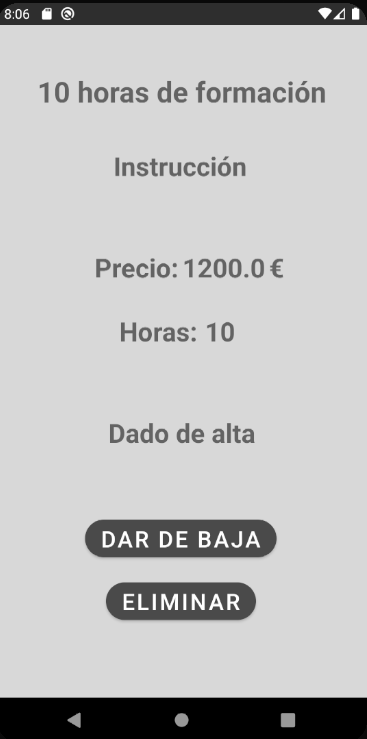 8:06
10 horas de formación
Instrucción
Precio: 1200.0 €
Horas: 10
Dado de alta
DAR DE BAJA
ELIMINAR